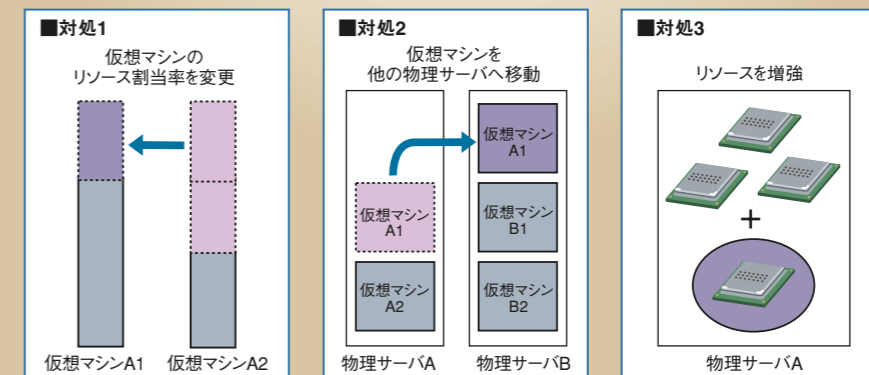 ■対処1
仮想マシンの
リソース割当率を変更
仮想マシンA1
仮想マシンA2
■対処2
仮想マシンを
他の物理サーバへ移動
仮想マシン
A1
仮想マシン
A2
仮想マシン
A1
仮想マシン
B1
仮想マシン
B2
物理サーバA
物理サーバB
■対処3
リソースを増強
+
物理サーバA